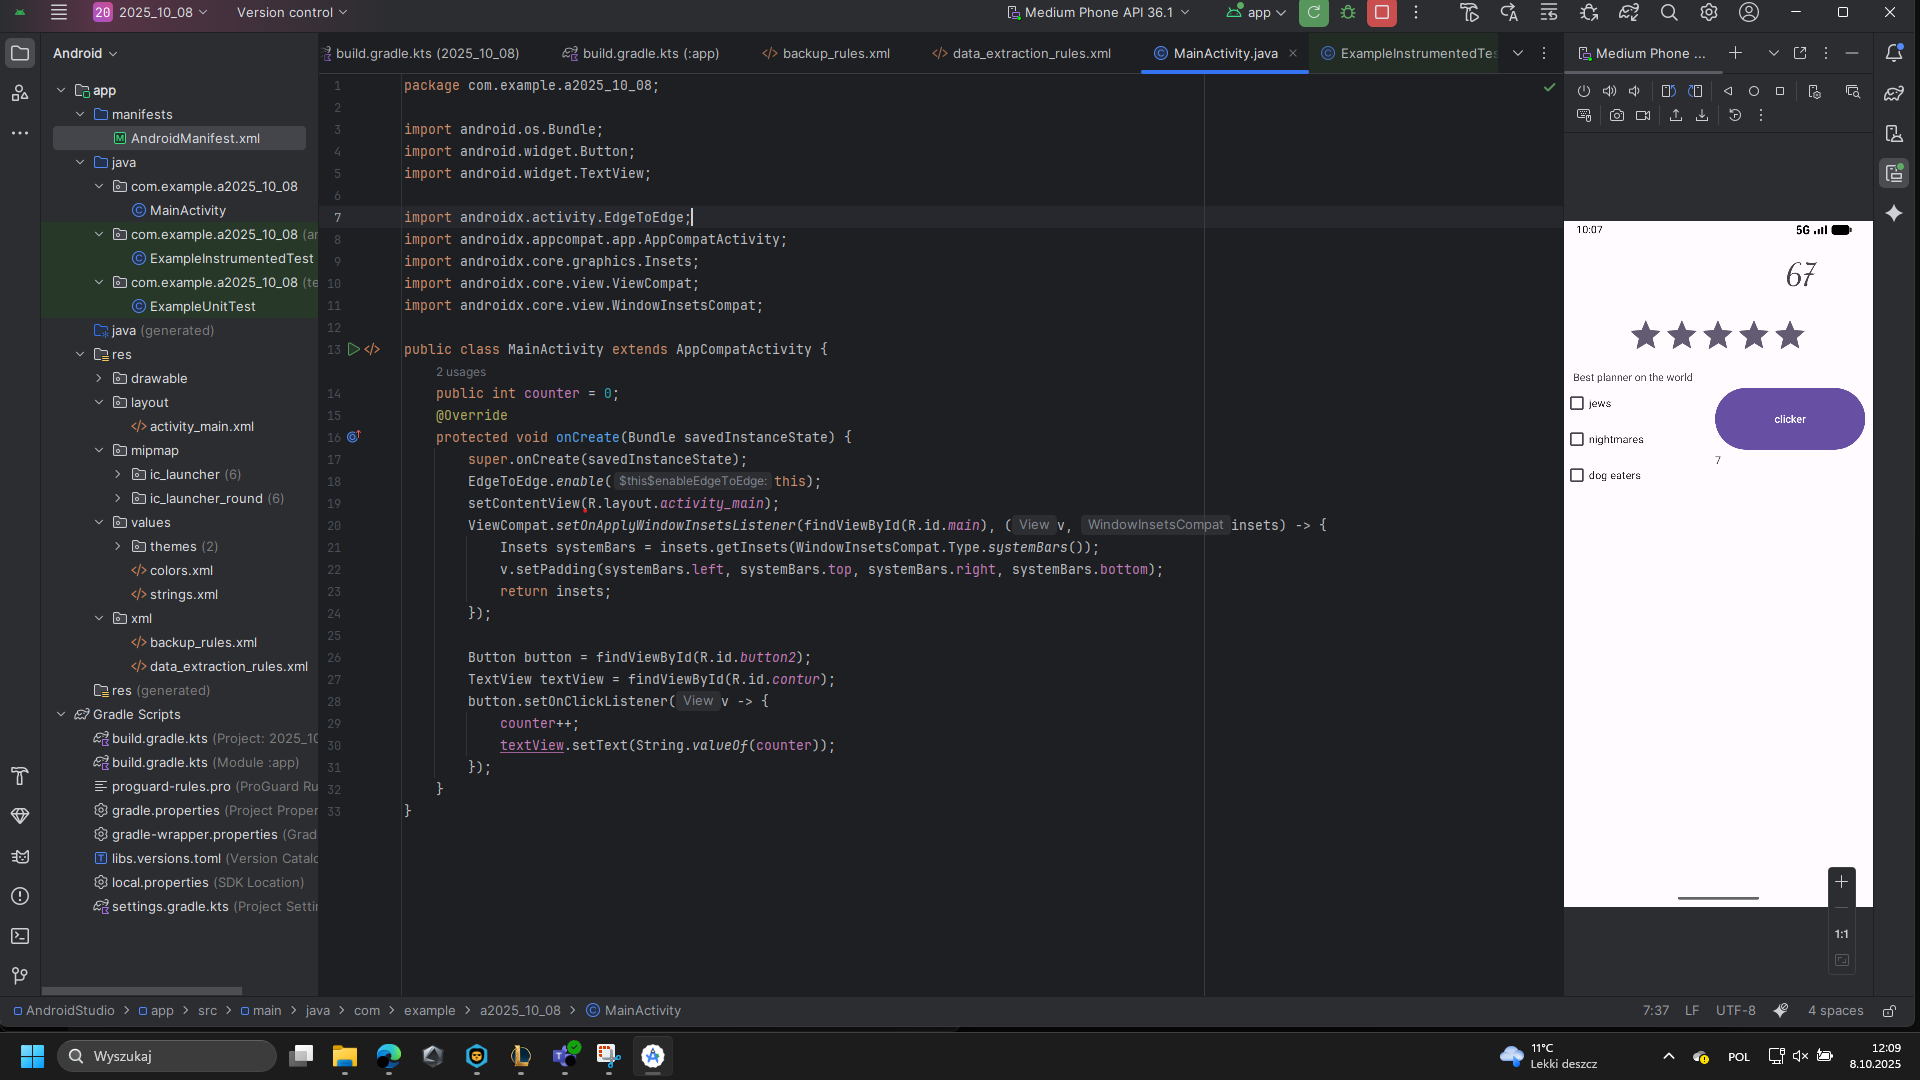 20 2025_10_08 Version control Medium Phone API 36.1 app
Android
build.gradle.kts (2025_10_08) build.gradle.kts (:app) backup_rules.xml data_extraction_rules.xml MainActivity.java ExampleInstrumentedTes
Medium Phone ...
app
manifests
AndroidManifest.xml
java
com.example.a2025_10_08
MainActivity
com.example.a2025_10_08 (ar
ExampleInstrumentedTest
com.example.a2025_10_08 (te
ExampleUnitTest
java (generated)
res
drawable
layout
activity_main.xml
mipmap
ic_launcher (6)
ic_launcher_round (6)
values
themes (2)
colors.xml
strings.xml
xml
backup_rules.xml
data_extraction_rules.xml
res (generated)
Gradle Scripts
build.gradle.kts (Project: 2025_10
build.gradle.kts (Module :app)
proguard-rules.pro (ProGuard Ru
gradle.properties (Project Proper
gradle-wrapper.properties (Grad
libs.versions.toml (Version Catalo
local.properties (SDK Location)
settings.gradle.kts (Project Settir
1 package com.example.a2025_10_08;
2
3 import android.os.Bundle;
4 import android.widget.Button;
5 import android.widget.TextView;
6
7 import androidx.activity.EdgeToEdge;
8 import androidx.appcompat.app.AppCompatActivity;
9 import androidx.core.graphics.Insets;
10 import androidx.core.view.ViewCompat;
11 import androidx.core.view.WindowInsetsCompat;
12
13 public class MainActivity extends AppCompatActivity {
2 usages
14 public int counter = 0;
15 @Override
16 protected void onCreate(Bundle savedInstanceState) {
17 super.onCreate(savedInstanceState);
18 EdgeToEdge.enable( $this$enableEdgeToEdge: this);
19 setContentView(R.layout.activity_main);
20 ViewCompat.setOnApplyWindowInsetsListener(findViewById(R.id.main), ( View v, WindowInsetsCompat insets) -> {
21 Insets systemBars = insets.getInsets(WindowInsetsCompat.Type.systemBars());
22 v.setPadding(systemBars.left, systemBars.top, systemBars.right, systemBars.bottom);
23 return insets;
24 });
25
26 Button button = findViewById(R.id.button2);
27 TextView textView = findViewById(R.id.contur);
28 button.setOnClickListener( View v -> {
29 counter++;
30 textView.setText(String.valueOf(counter));
31 });
32 }
33 }
10:07 5G
67
Best planner on the world
jews
clicker
nightmares
7
dog eaters
1:1
AndroidStudio > app > src > main > java > com > example > a2025_10_08 > MainActivity
7:37 LF UTF-8 4 spaces
Wyszukaj
11°C
Lekki deszcz
POL
12:09
8.10.2025